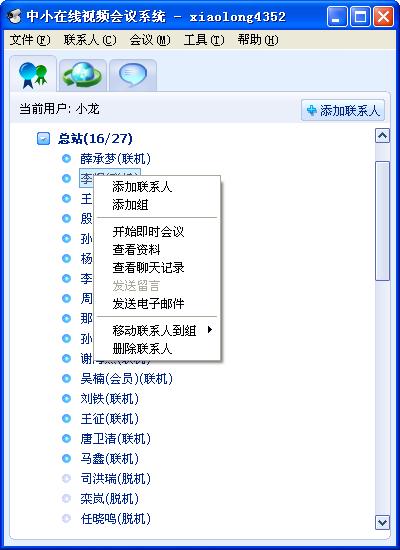 中小在线视频会议系统 - xiaolong4352
文件(F) 联系人(C) 会议(M) 工具(T) 帮助(H)
当前用户: 小龙
添加联系人
总站(16/27)
薛承梦(联机)
李
王
殷
孙
杨
李
周
那
孙
谢
添加联系人
添加组
开始即时会议
查看资料
查看聊天记录
发送留言
发送电子邮件
移动联系人到组
删除联系人
吴楠(会员)(联机)
刘铁(联机)
王征(联机)
唐卫清(联机)
马鑫(联机)
司洪瑞(脱机)
栾岚(脱机)
任晓鸣(脱机)